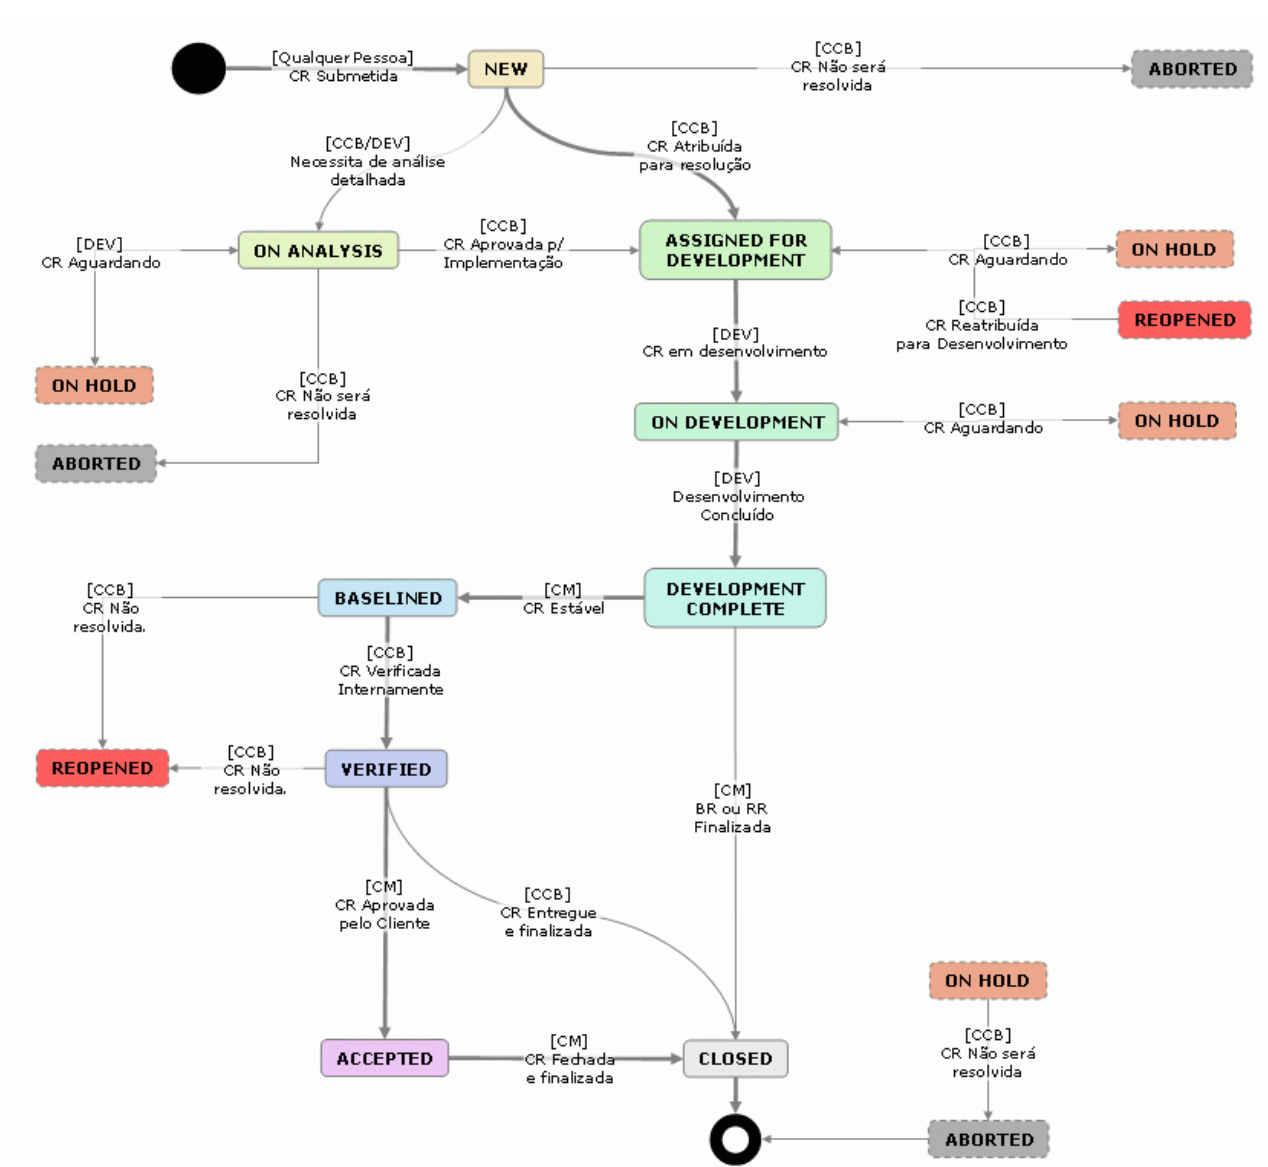 [Qualquer Pessoa]
CR Submetida
NEW
[CCB]
CR Não será
resolvida
ABORTED
[CCB/DEV]
Necessita de análise
detalhada
[CCB]
CR Atribuída
para resolução
[DEV]
CR Aguardando
ON ANALYSIS
[CCB]
CR Aprovada p/
Implementação
ASSIGNED FOR
DEVELOPMENT
[CCB]
CR Aguardando
ON HOLD
[CCB]
CR Reatribuída
para Desenvolvimento
REOPENED
[DEV]
CR em desenvolvimento
ON HOLD
[CCB]
CR Não será
resolvida
ON DEVELOPMENT
[CCB]
CR Aguardando
ON HOLD
ABORTED
[DEV]
Desenvolvimento
Concluído
[CCB]
CR Não
resolvida.
BASELINED
[CM]
CR Estável
DEVELOPMENT
COMPLETE
[CCB]
CR Verificada
Internamente
REOPENED
[CCB]
CR Não
resolvida.
VERIFIED
[CM]
BR ou RR
Finalizada
[CM]
CR Aprovada
pelo Cliente
[CCB]
CR Entregue
e finalizada
ON HOLD
[CCB]
CR Não será
resolvida
ACCEPTED
[CM]
CR Fechada
e finalizada
CLOSED
ABORTED